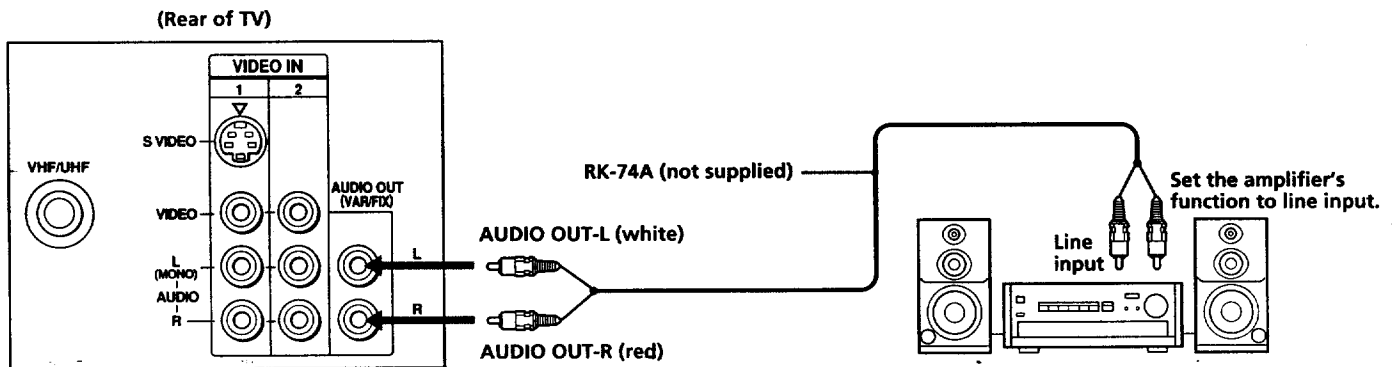 (Rear of TV)
VIDEO IN
1 2
S VIDEO
VHF/UHF
AUDIO OUT
(VAR/FIX)
VIDEO
L
(MONO)
AUDIO
R
L
R
AUDIO OUT-L (white)
AUDIO OUT-R (red)
RK-74A (not supplied)
Set the amplifier's
function to line input.
Line
input